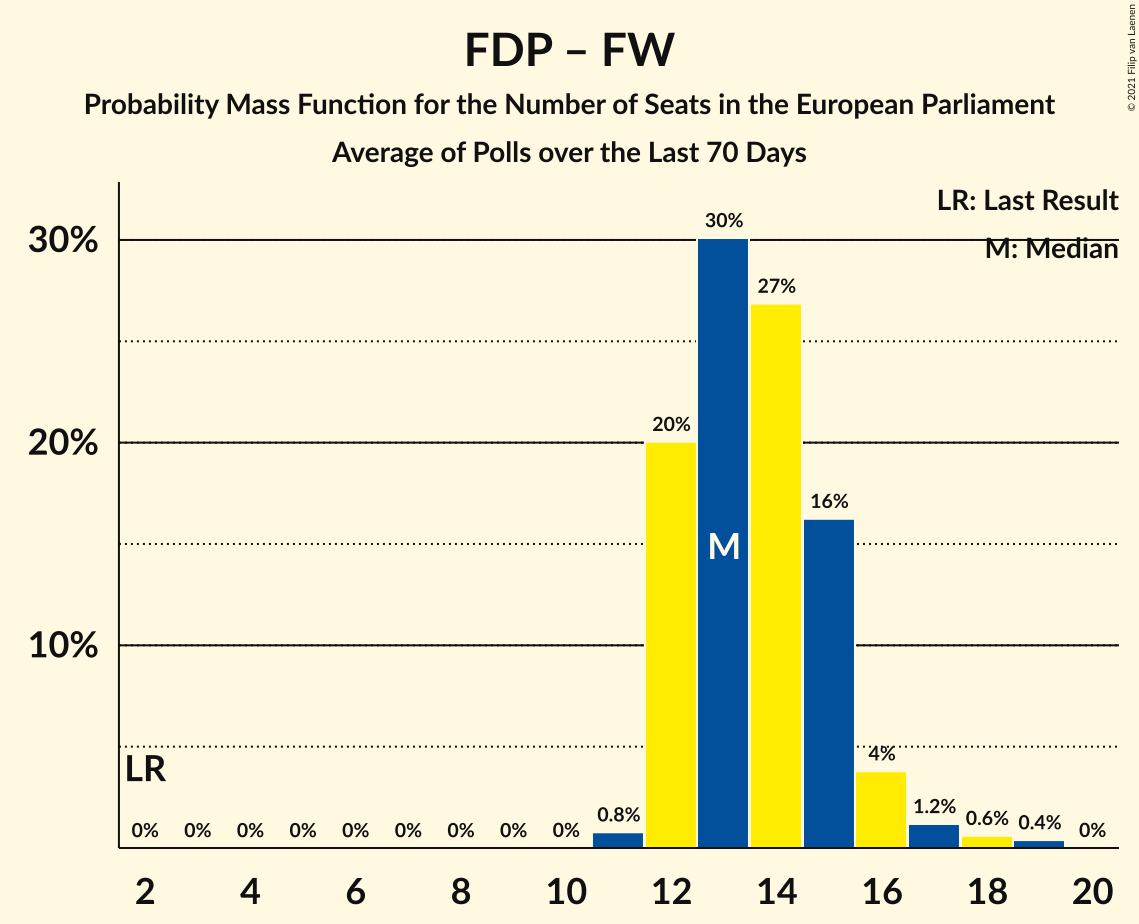 FDP – FW
Probability Mass Function for the Number of Seats in the European Parliament
Average of Polls over the Last 70 Days
© 2021 Filip van Laenen
LR: Last Result
M: Median
30%
20%
10%
30%
27%
20%
16%
M
LR
4%
0% 0% 0% 0% 0% 0% 0% 0% 0% 0.8% 1.2% 0.6% 0.4% 0%
2 4 6 8 10 12 14 16 18 20